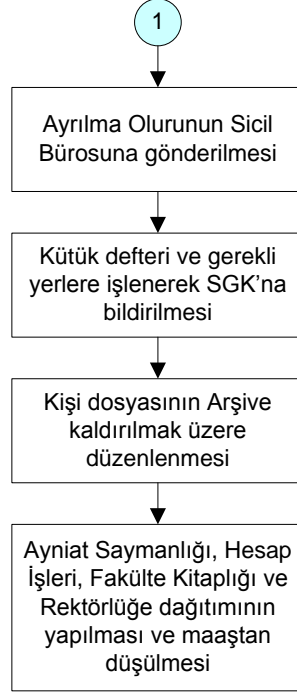 1
Ayrılma Olurunun Sicil
Bürosuna gönderilmesi
Kütük defteri ve gerekli
yerlere işlenerek SGK’na
bildirilmesi
Kişi dosyasının Arşive
kaldırılmak üzere
düzenlenmesi
Ayniat Saymanlığı, Hesap
İşleri, Fakülte Kitaplığı ve
Rektörlüğe dağıtımının
yapılması ve maaştan
düşülmesi